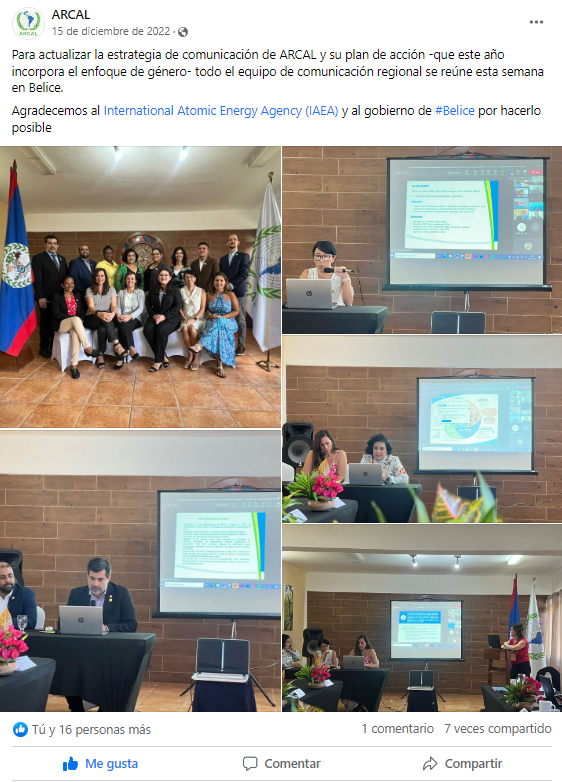 ARCAL
15 de diciembre de 2022 ·
Para actualizar la estrategia de comunicación de ARCAL y su plan de acción -que este año
incorpora el enfoque de género- todo el equipo de comunicación regional se reúne esta semana
en Belice.
Agradecemos al International Atomic Energy Agency (IAEA) y al gobierno de #Belice por hacerlo
posible
Tú y 16 personas más
1 comentario 7 veces compartido
Me gusta
Comentar
Compartir